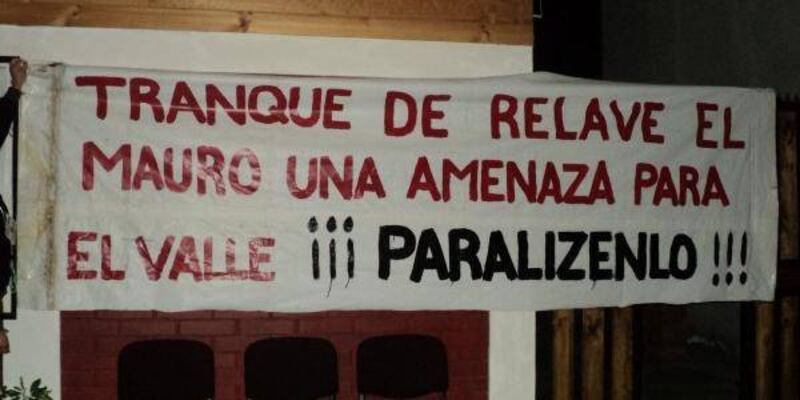 TRANQUE DE RELAVE EL
MAURO UNA AMENAZA PARA
EL VALLE ¡¡¡ PARALIZENLO !!!